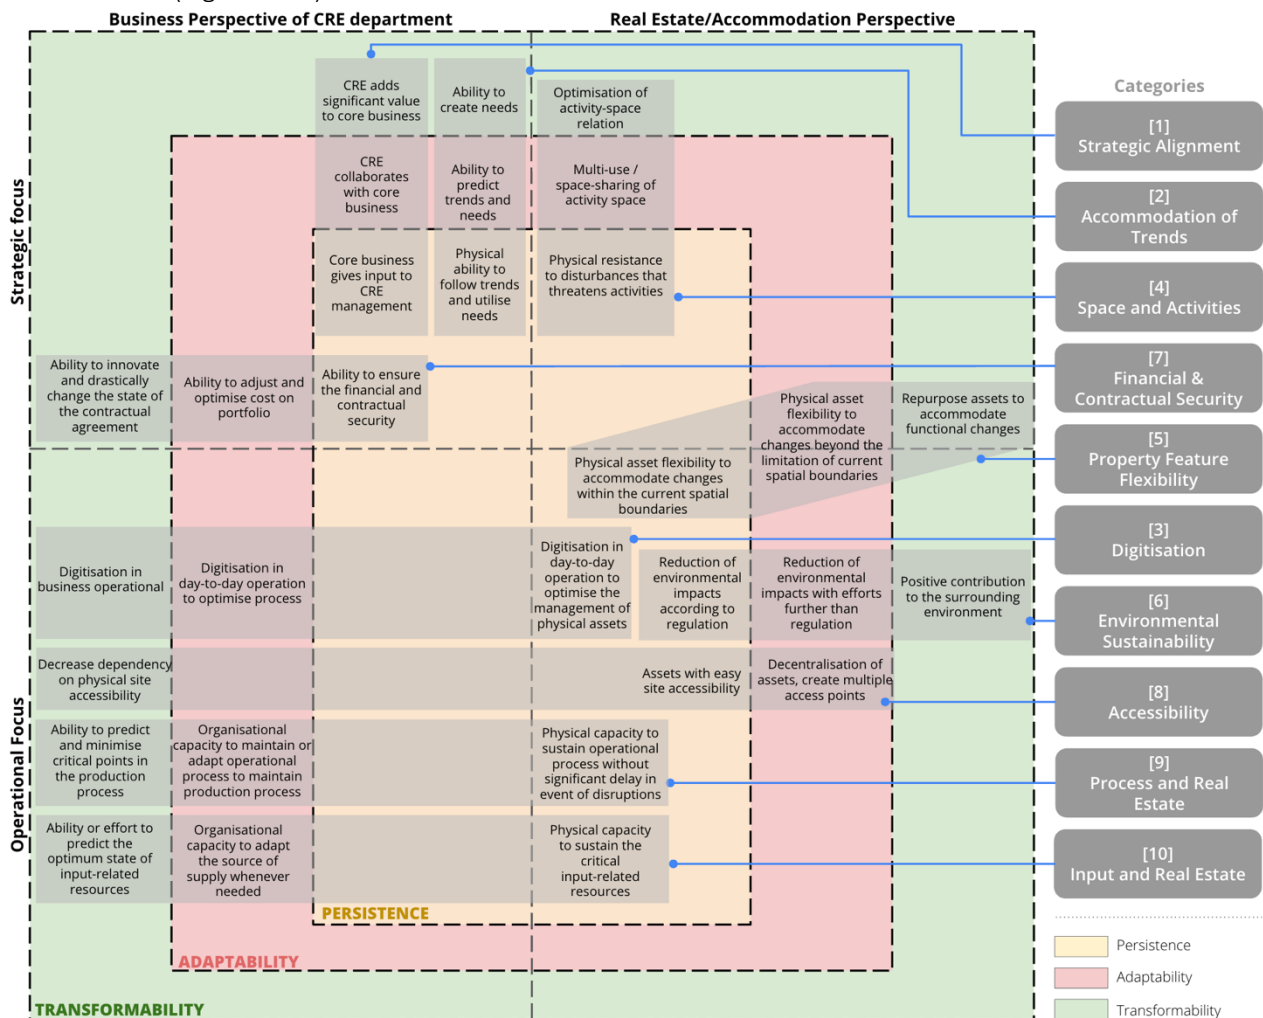 Business Perspective of CRE department
Real Estate/Accommodation Perspective
Strategic focus
Operational Focus
CRE adds
significant value
to core business
Ability to
create needs
Optimisation of
activity-space
relation
CRE
collaborates
with core
business
Ability to
predict
trends and
needs
Multi-use /
space-sharing of
activity space
Core business
gives input to
CRE
management
Physical
ability to
follow trends
and utilise
needs
Physical resistance
to disturbances that
threatens activities
Ability to innovate
and drastically
change the state of
the contractual
agreement
Ability to adjust and
optimise cost on
portfolio
Ability to ensure
the financial and
contractual
security
Physical asset flexibility to
accommodate changes
within the current spatial
boundaries
Physical asset
flexibility to
accommodate
changes beyond the
limitation of current
spatial boundaries
Repurpose assets to
accommodate
functional changes
Digitisation in
business operational
Digitisation in
day-to-day operation
to optimise process
Digitisation in
day-to-day
operation to
optimise the
management of
physical assets
Reduction of
environmental
impacts
according to
regulation
Reduction of
environmental
impacts with efforts
further than
regulation
Positive contribution
to the surrounding
environment
Decrease dependency
on physical site
accessibility
Assets with easy
site accessibility
Decentralisation of
assets, create multiple
access points
Ability to predict
and minimise
critical points in
the production
process
Organisational
capacity to maintain or
adapt operational
process to maintain
production process
Physical capacity to
sustain operational
process without
significant delay in
event of disruptions
Ability or effort to
predict the
optimum state of
input-related
resources
Organisational
capacity to adapt
the source of
supply whenever
needed
Physical capacity
to sustain the
critical
input-related
resources
PERSISTENCE
ADAPTABILITY
TRANSFORMABILITY
Categories
[1]
Strategic Alignment
[2]
Accommodation of
Trends
[4]
Space and Activities
[7]
Financial &
Contractual Security
[5]
Property Feature
Flexibility
[3]
Digitisation
[6]
Environmental
Sustainability
[8]
Accessibility
[9]
Process and Real
Estate
[10]
Input and Real Estate
Persistence
Adaptability
Transformability